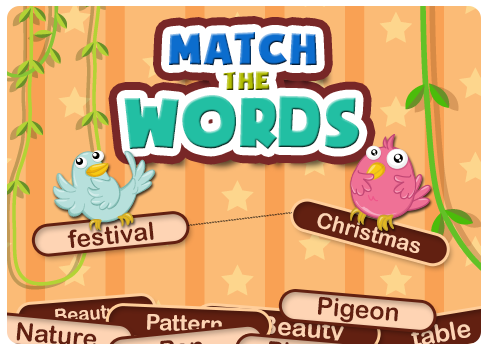 MATCH
THE
WORDS
festival
Christmas
Pigeon
Beauty
Pattern
Beauty
table
Nature